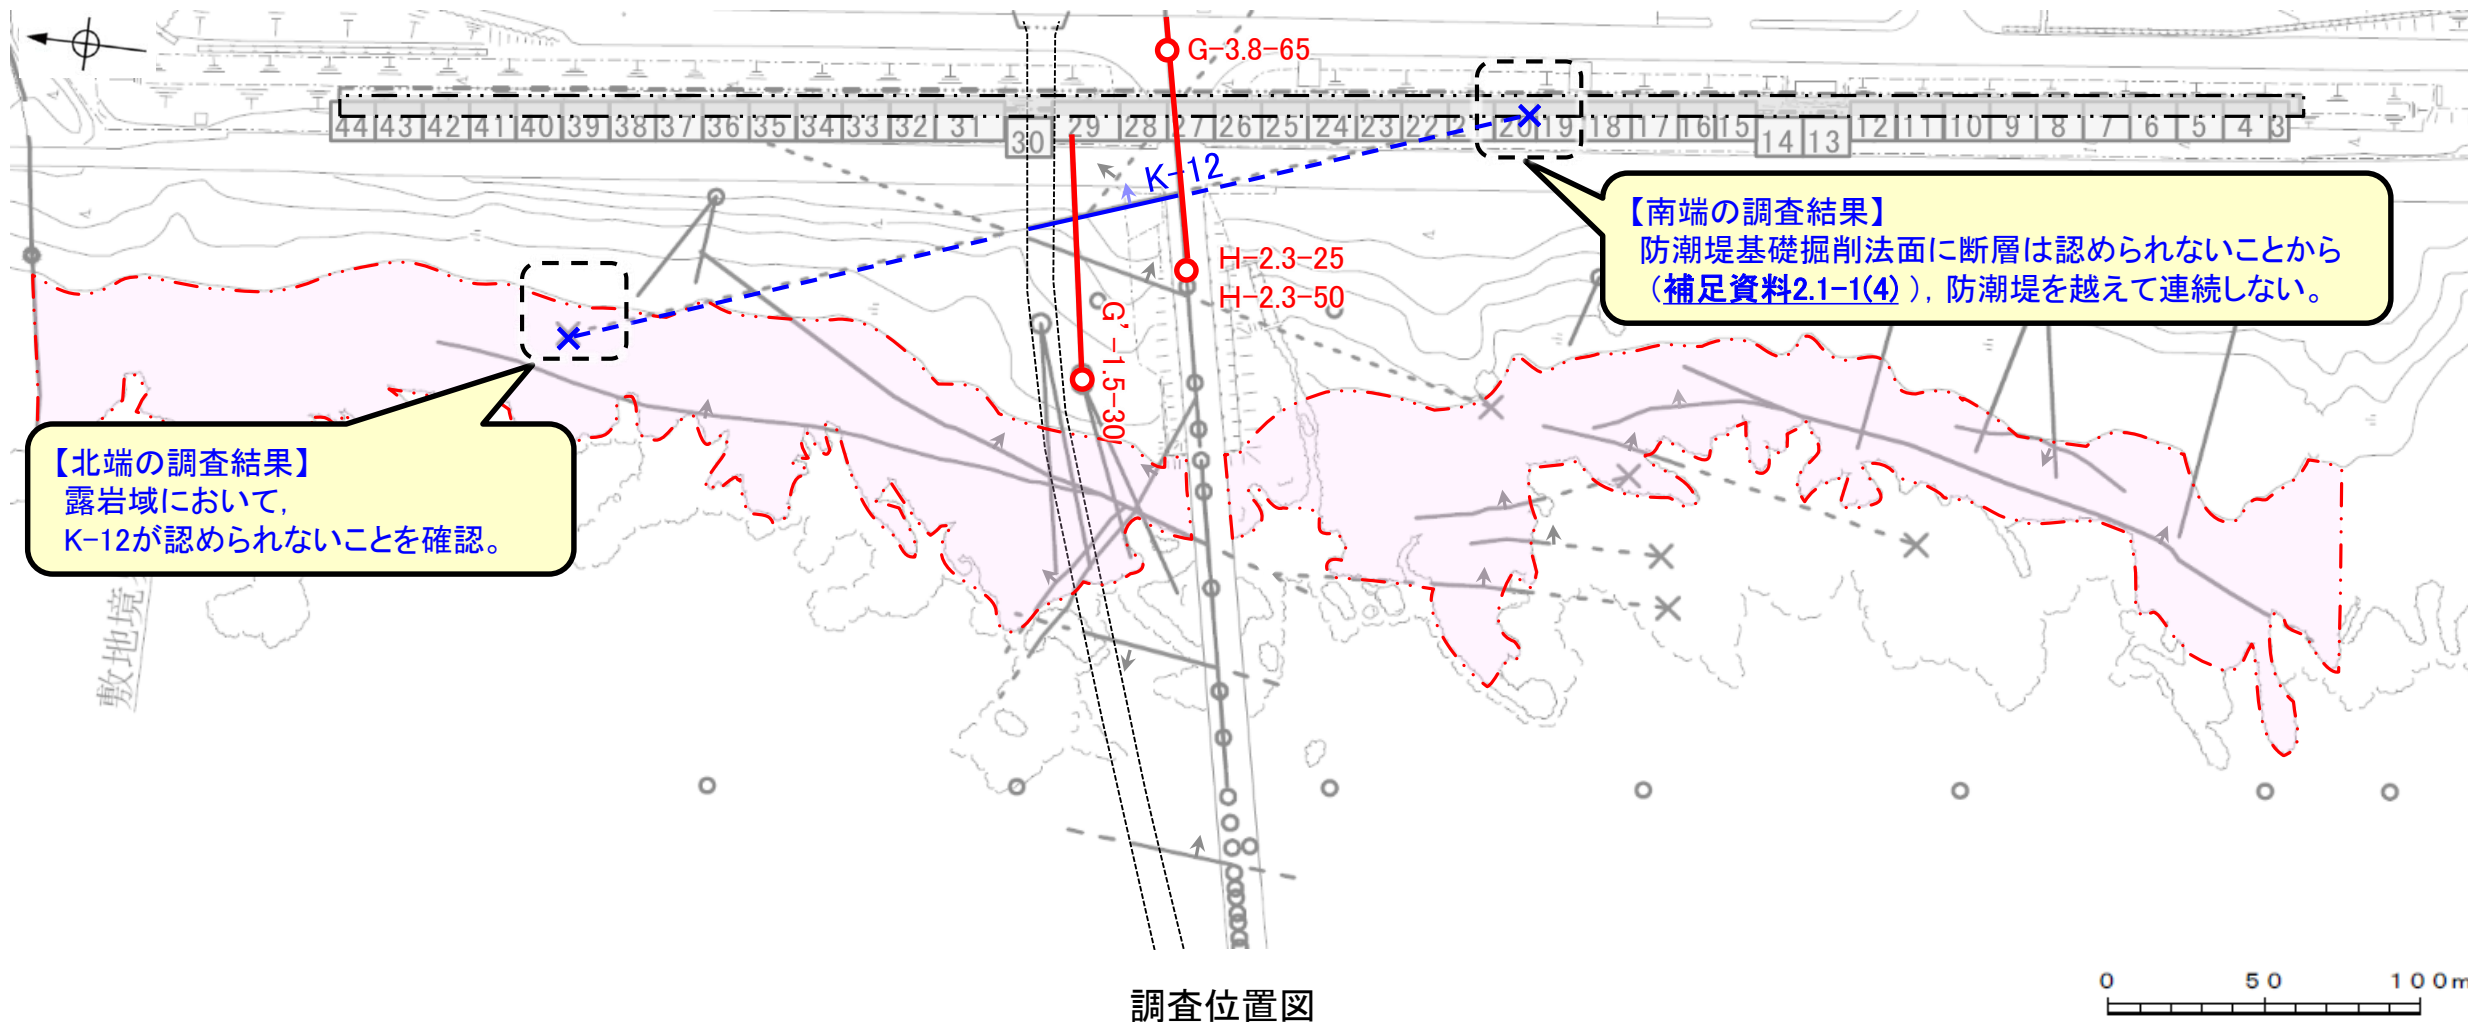 G-3.8-65
44 43 42 41 40 39 38 37 36 35 34 33 32 31 30 29 28 27 26 25 24 23 22 21 20 19 18 17 16 15 14 13 12 11 10 9 8 7 6 5 4 3
K-12
【南端の調査結果】
防潮堤基礎掘削法面に断層は認められないことから
(補足資料2.1-1(4) ),防潮堤を越えて連続しない。
H-2.3-25
H-2.3-50
G'-1.5-30
【北端の調査結果】
露岩域において,
K-12が認められないことを確認。
敷地境
0 50 100m
調査位置図